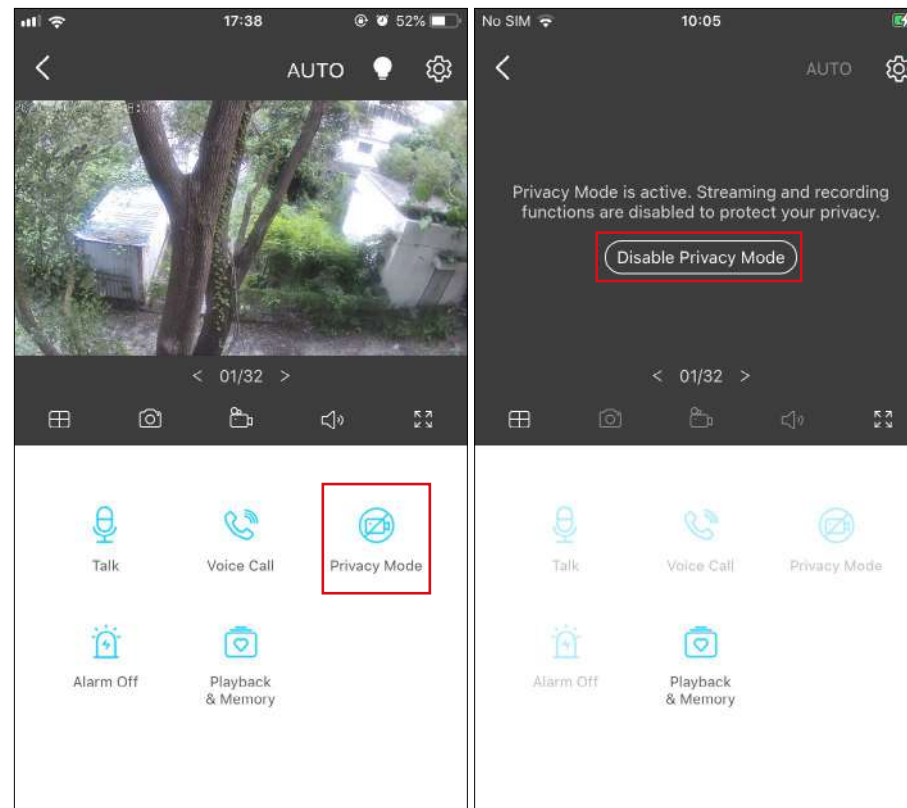 17:38
52%
AUTO
< 01/32 >
Talk
Voice Call
Privacy Mode
Alarm Off
Playback
& Memory
No SIM
10:05
AUTO
Privacy Mode is active. Streaming and recording
functions are disabled to protect your privacy.
Disable Privacy Mode
< 01/32 >
Talk
Voice Call
Privacy Mode
Alarm Off
Playback
& Memory